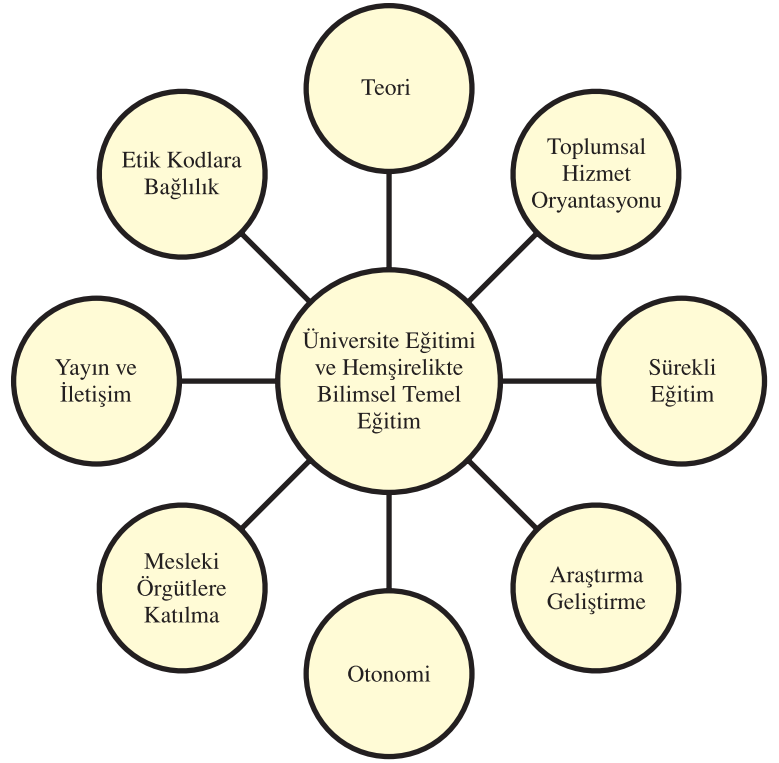 Teori
Toplumsal
Hizmet
Oryantasyonu
Sürekli
Eğitim
Araştırma
Geliştirme
Otonomi
Mesleki
Örgütlere
Katılma
Yayın ve
İletişim
Etik Kodlara
Bağlılık
Üniversite Eğitimi
ve Hemşirelikte
Bilimsel Temel
Eğitim